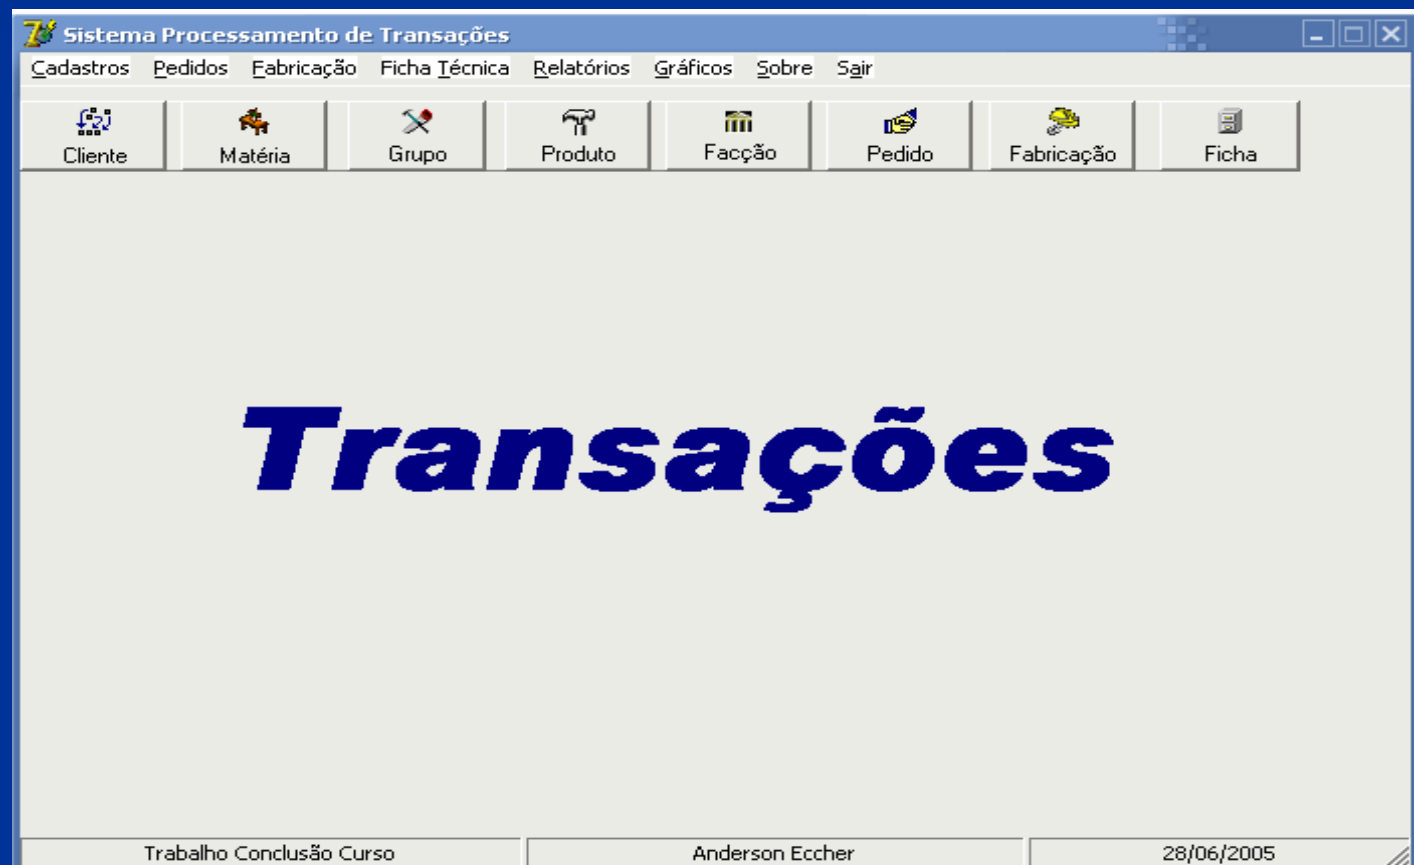 Sistema Processamento de Transações
Cadastros Pedidos Fabricação Ficha Técnica Relatórios Gráficos Sobre Sair
Cliente Matéria Grupo Produto Facção Pedido Fabricação Ficha
Transações
Trabalho Conclusão Curso Anderson Eccher 28/06/2005